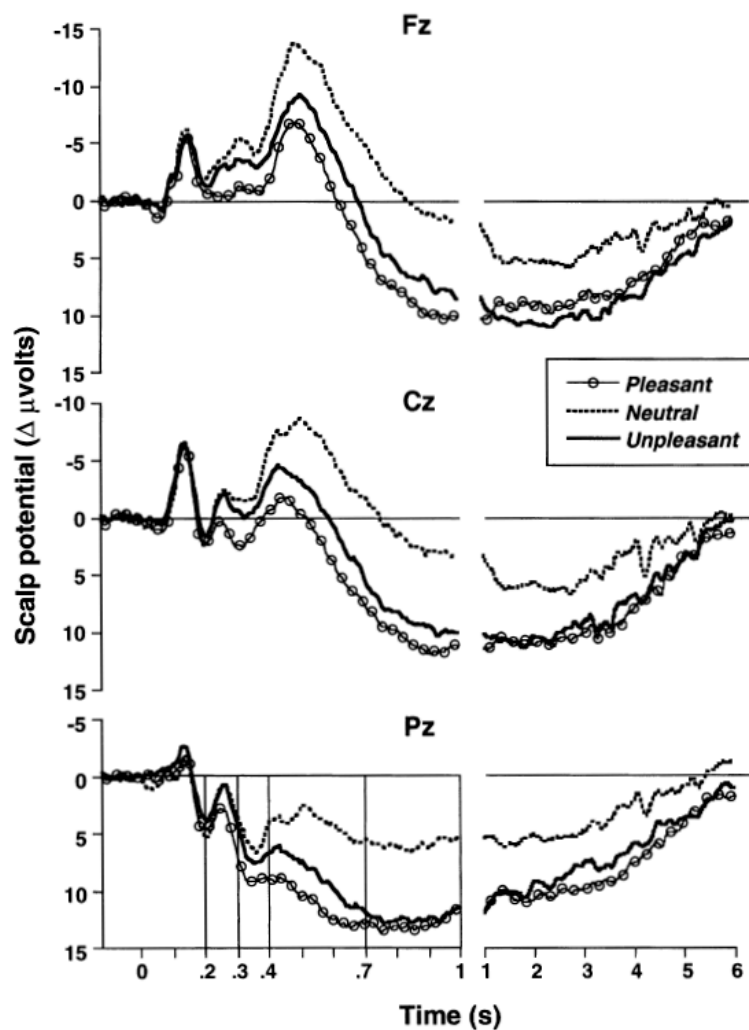 Fz
-15
-10
-5
0
5
10
15
Pleasant
Neutral
Unpleasant
Cz
-10
-5
0
5
10
15
Scalp potential (Δ μvolts)
Pz
-5
0
5
10
15
0 .2 .3 .4 .7 1 1 2 3 4 5 6
Time (s)